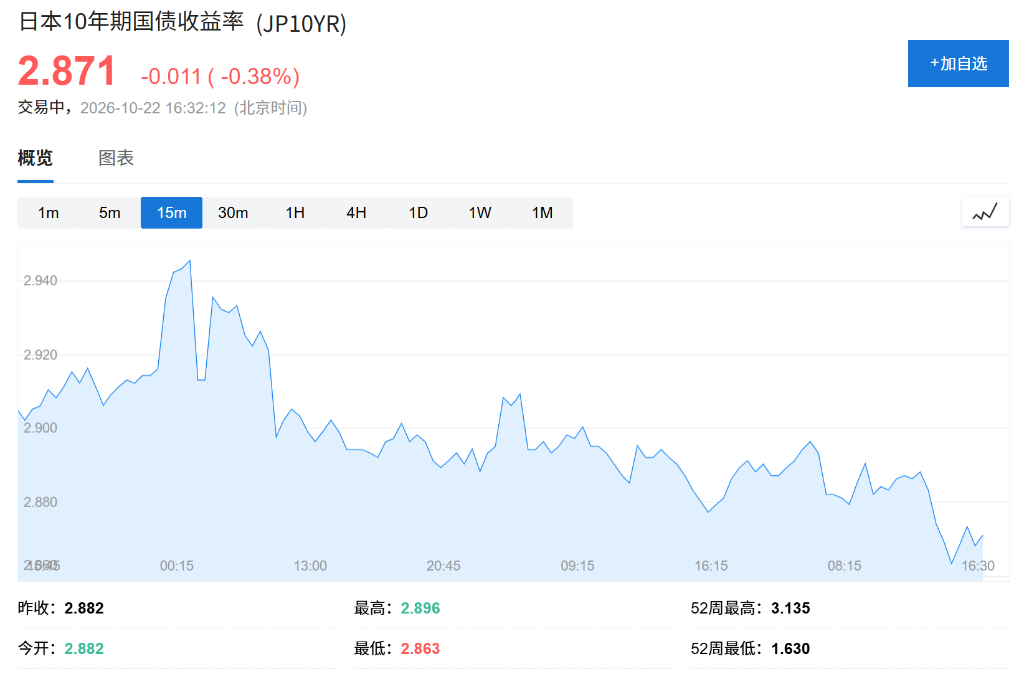 日本10年期国债收益率 (JP10YR)
2.871 -0.011 ( -0.38%)
+加自选
交易中，2026-10-22 16:32:12 (北京时间)
概览 图表
1m 5m 15m 30m 1H 4H 1D 1W 1M
2.940
2.920
2.900
2.880
00:15 13:00 20:45 09:15 16:15 08:15 16:30
昨收：2.882 最高：2.896 52周最高：3.135
今开：2.882 最低：2.863 52周最低：1.630